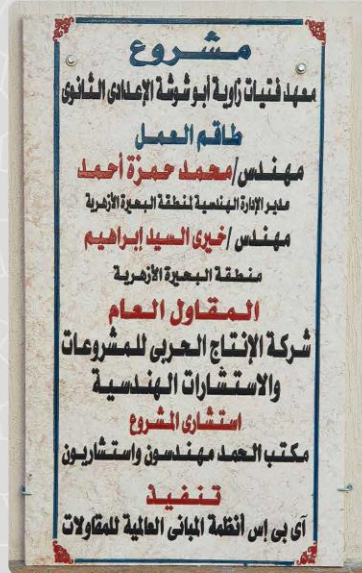 مشروع
معهد فتيات زاوية أبو شوشة الإعدادى الثانوى
طاقم العمل
مهندس/محمد حمزة أحمد
مدير الإدارة الهندسية لمنطقة البحيرة الأزهرية
مهندس /خيرى السيد إبراهيم
منطقة البحيرة الأزهرية
المقاول العام
شركة الإنتاج الحربى للمشروعات
والاستشارات الهندسية
استشارى المشروع
مكتب الحمد مهندسون واستشاريون
تنفيذ
آى بى إس أنظمة المبانى العالمية للمقاولات